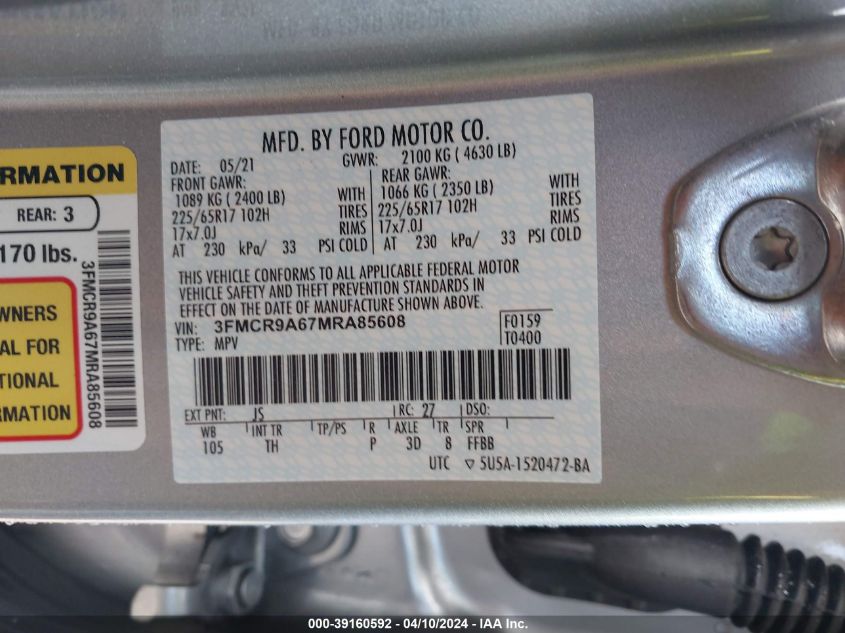 MFD. BY FORD MOTOR CO.
DATE: 05/21 GVWR: 2100 KG ( 4630 LB)
FRONT GAWR: REAR GAWR:
1089 KG ( 2400 LB) WITH 1066 KG ( 2350 LB) WITH
225/65R17 102H TIRES 225/65R17 102H TIRES
17x7.0J RIMS 17x7.0J RIMS
AT 230 kPa/ 33 PSI COLD AT 230 kPa/ 33 PSI COLD
THIS VEHICLE CONFORMS TO ALL APPLICABLE FEDERAL MOTOR
VEHICLE SAFETY AND THEFT PREVENTION STANDARDS IN
EFFECT ON THE DATE OF MANUFACTURE SHOWN ABOVE.
VIN: 3FMCR9A67MRA85608 F0159
TYPE: MPV T0400
EXT PNT: JS RC: 27 DSO:
WB INT TR TP/PS R AXLE TR SPR
105 TH P 3D 8 FFBB
UTC ▽ 5U5A-1520472-BA
ORMATION
REAR: 3
170 lbs.
3FMCR9A67MRA85608
OWNERS
AL FOR
TIONAL
ORMATION
000-39160592 - 04/10/2024 - US.IAAI.COM